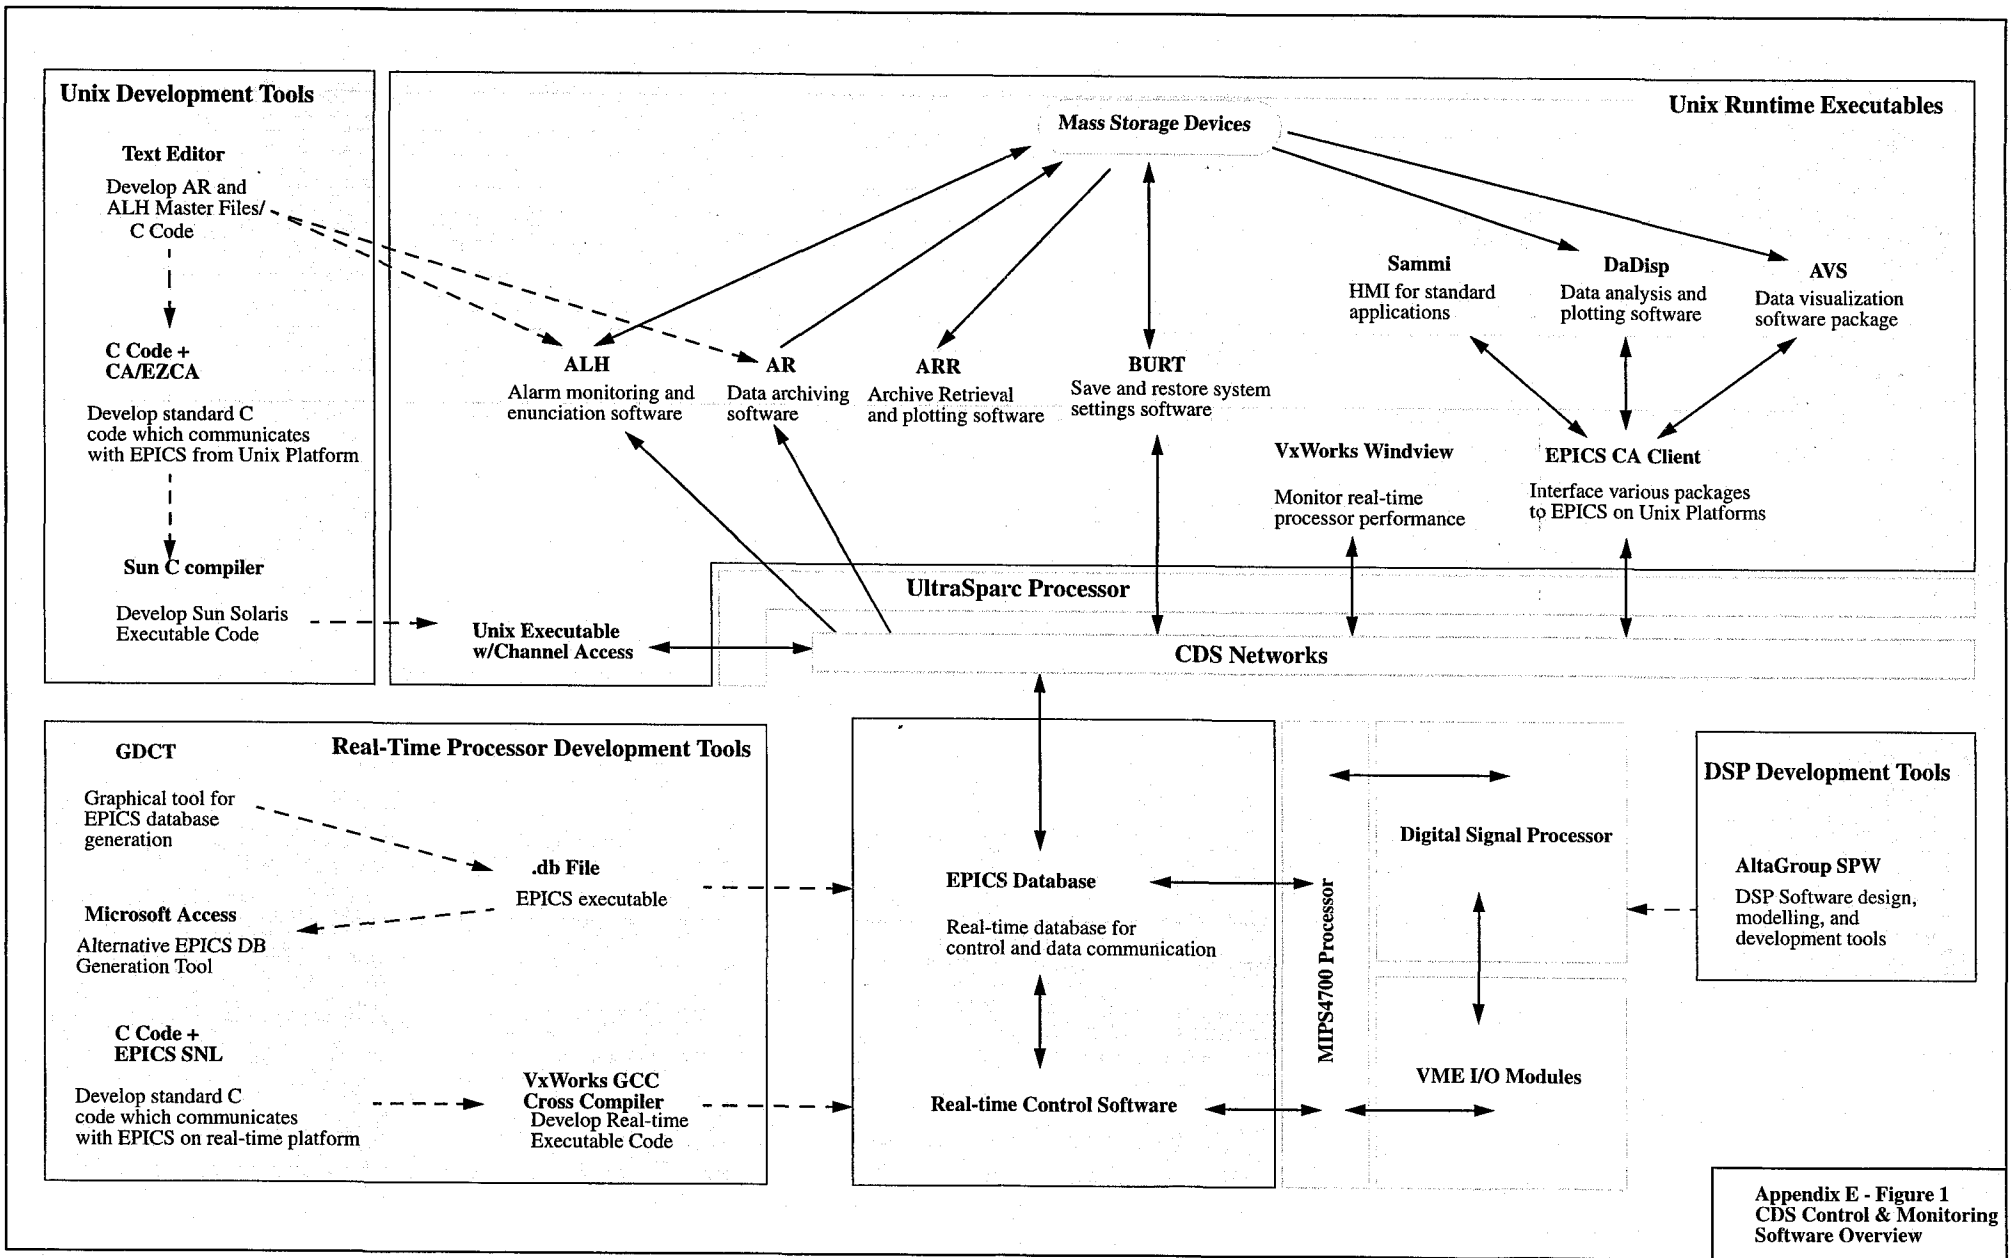 Unix Development Tools
Text Editor
Develop AR and
ALH Master Files/
C Code
C Code +
CA/EZCA
Develop standard C
code which communicates
with EPICS from Unix Platform
Sun C compiler
Develop Sun Solaris
Executable Code
Unix Runtime Executables
Mass Storage Devices
ALH
Alarm monitoring and
enunciation software
AR
Data archiving
software
ARR
Archive Retrieval
and plotting software
BURT
Save and restore system
settings software
Sammi
HMI for standard
applications
DaDisp
Data analysis and
plotting software
AVS
Data visualization
software package
VxWorks Windview
Monitor real-time
processor performance
EPICS CA Client
Interface various packages
to EPICS on Unix Platforms
UltraSparc Processor
Unix Executable
w/Channel Access
CDS Networks
Real-Time Processor Development Tools
GDCT
Graphical tool for
EPICS database
generation
.db File
EPICS executable
Microsoft Access
Alternative EPICS DB
Generation Tool
C Code +
EPICS SNL
Develop standard C
code which communicates
with EPICS on real-time platform
VxWorks GCC
Cross Compiler
Develop Real-time
Executable Code
EPICS Database
Real-time database for
control and data communication
Real-time Control Software
MIPS4700 Processor
Digital Signal Processor
VME I/O Modules
DSP Development Tools
AltaGroup SPW
DSP Software design,
modelling, and
development tools
Appendix E - Figure 1
CDS Control & Monitoring
Software Overview